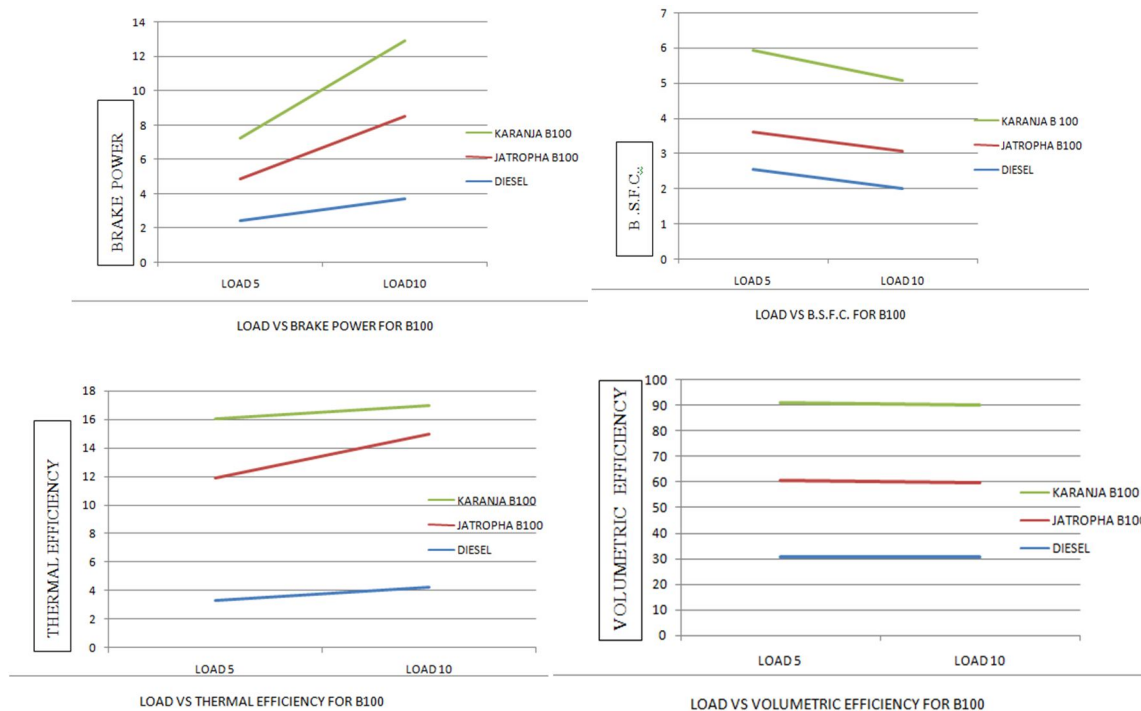 14
12
10
8
6
4
2
0
BRAKE POWER
KARANJA B100
JATROPHA B100
DIESEL
LOAD 5
LOAD10
LOAD VS BRAKE POWER FOR B100
7
6
5
4
3
2
1
0
B .S.F.C.
KARANJA B 100
JATROPHA B100
DIESEL
LOAD 5
LOAD 10
LOAD VS B.S.F.C. FOR B100
18
16
14
12
10
8
6
4
2
0
THERMAL EFFICIENCY
KARANJA B100
JATROPHA B100
DIESEL
LOAD 5
LOAD 10
LOAD VS THERMAL EFFICIENCY FOR B100
100
90
80
70
60
50
40
30
20
10
0
VOLUMETRIC EFFICIENCY
KARANJA B100
JATROPHA B100
DIESEL
LOAD 5
LOAD 10
LOAD VS VOLUMETRIC EFFICIENCY FOR B100